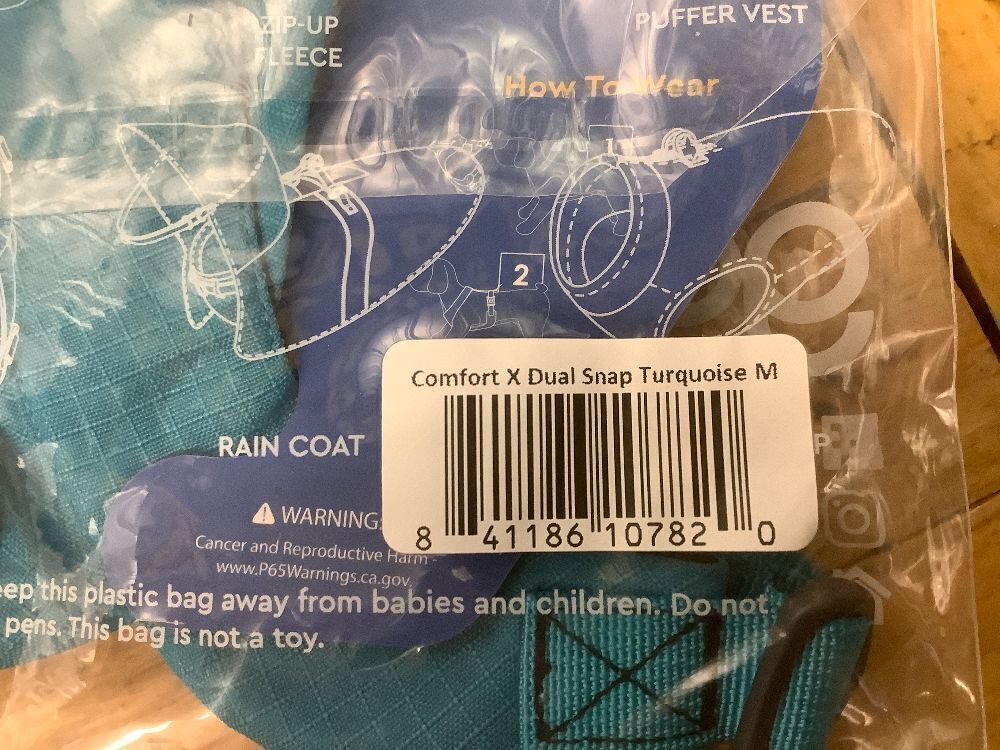 ZIP-UP
FLEECE
PUFFER VEST
How To Wear
1
2
Comfort X Dual Snap Turquoise M
8 41186 10782 0
RAIN COAT
WARNING:
Cancer and Reproductive Harm -
www.P65Warnings.ca.gov
this plastic bag away from babies and children. Do not
pens. This bag is not a toy.